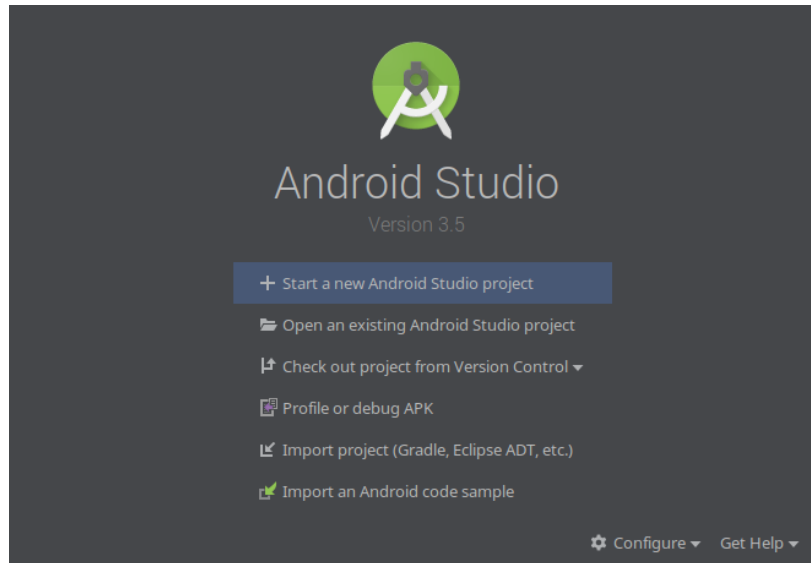 Android Studio
Version 3.5
Start a new Android Studio project
Open an existing Android Studio project
Check out project from Version Control
Profile or debug APK
Import project (Gradle, Eclipse ADT, etc.)
Import an Android code sample
Configure Get Help